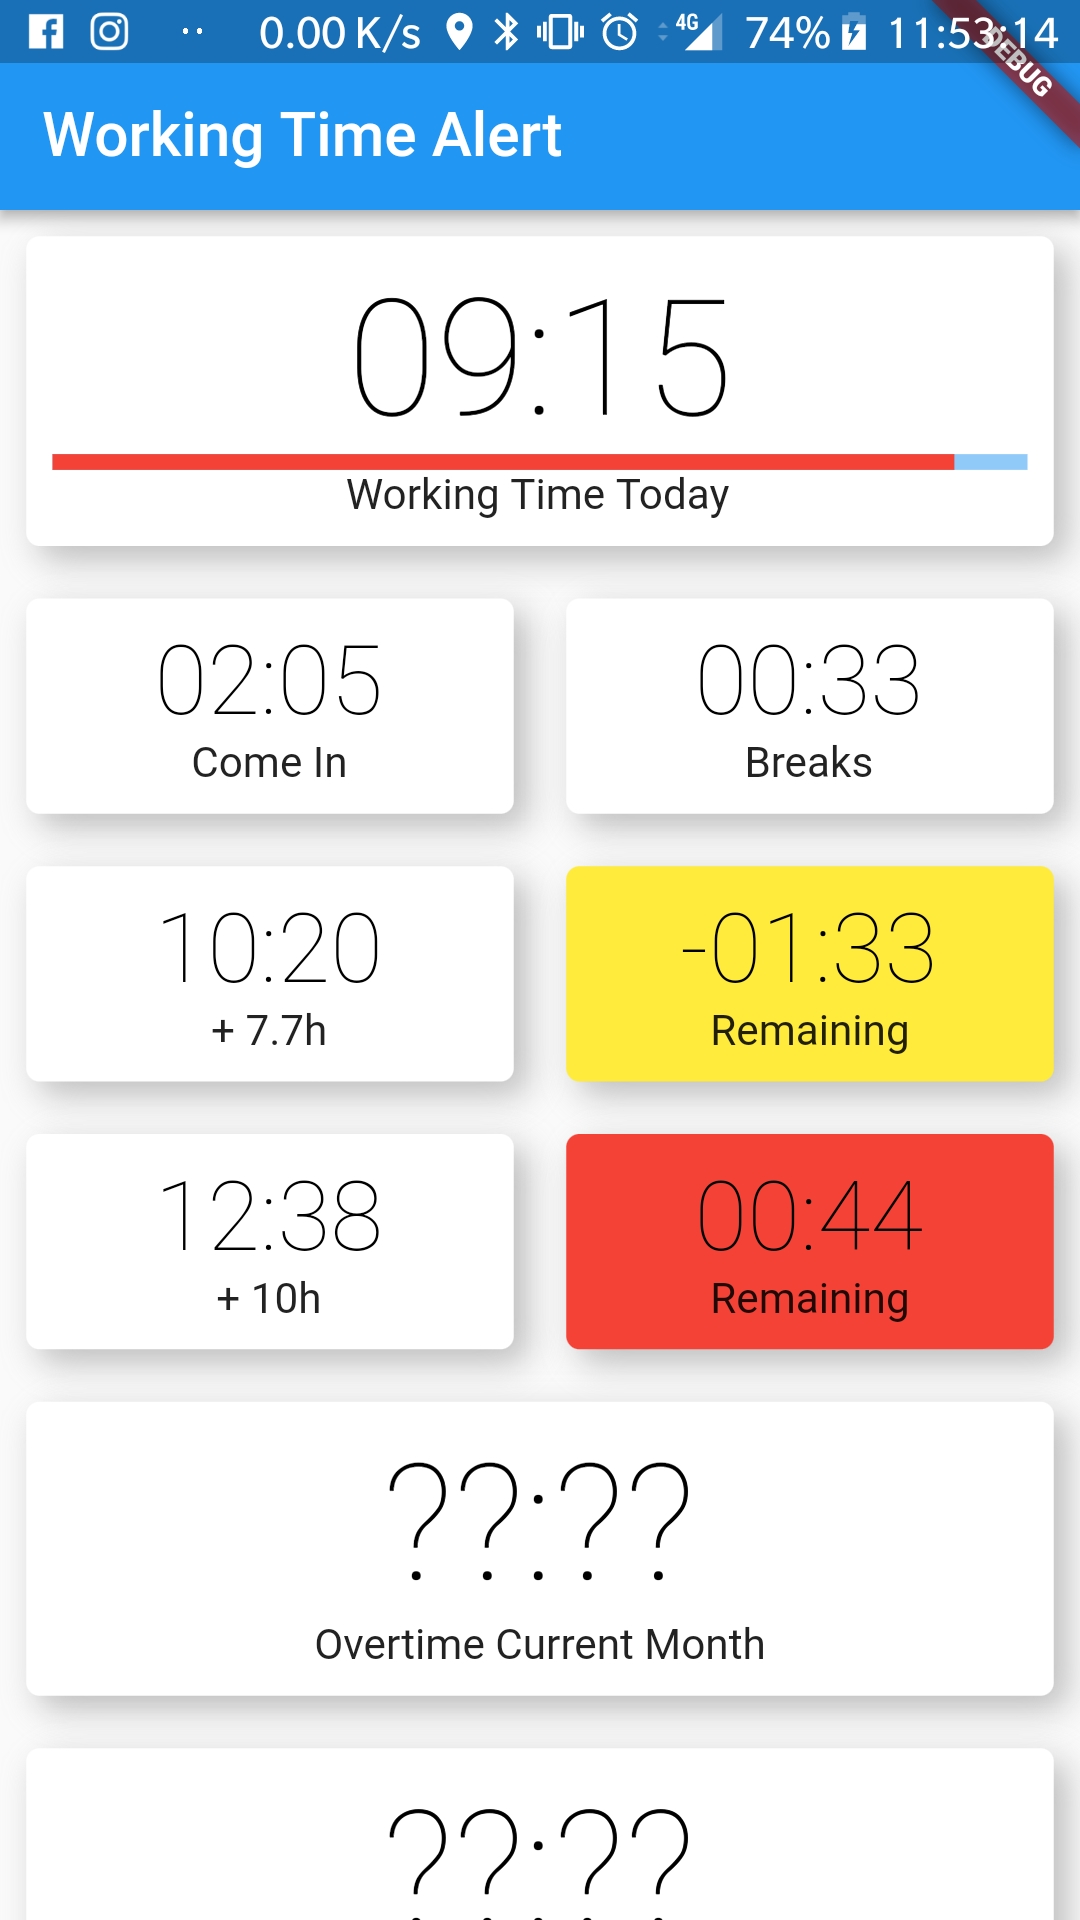 0.00 K/s 4G 74% 11:53:14
DEBUG
Working Time Alert
09:15
Working Time Today
02:05
Come In
00:33
Breaks
10:20
+ 7.7h
-01:33
Remaining
12:38
+ 10h
00:44
Remaining
??:??
Overtime Current Month
??:??